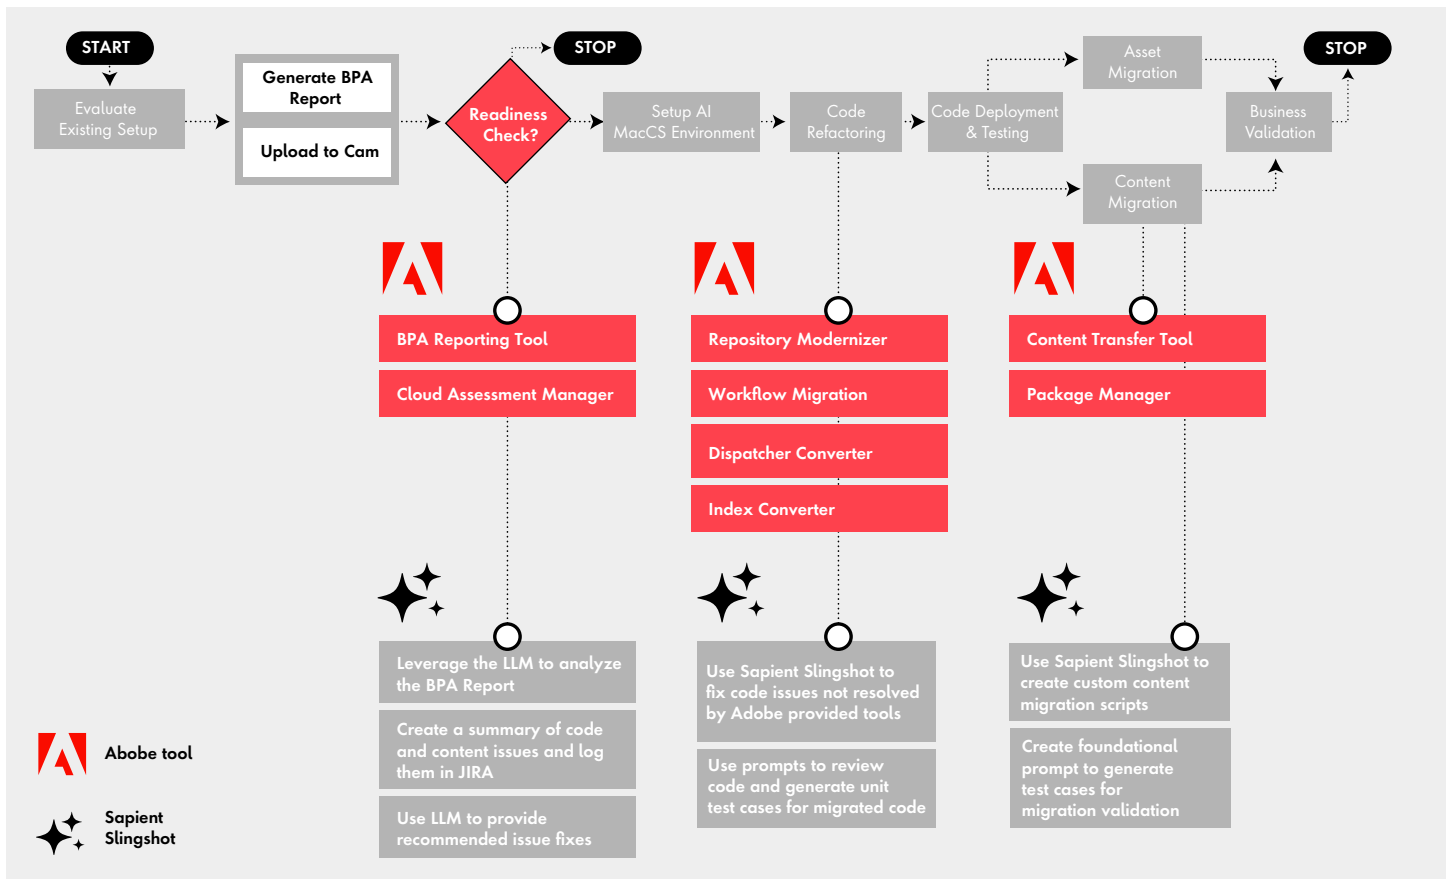 START
Evaluate
Existing Setup
Generate BPA
Report
Upload to Cam
Readiness
Check?
STOP
Setup AI
MacCS Environment
Code
Refactoring
Code Deployment
& Testing
Asset
Migration
Content
Migration
Business
Validation
STOP
BPA Reporting Tool
Cloud Assessment Manager
Repository Modernizer
Workflow Migration
Dispatcher Converter
Index Converter
Content Transfer Tool
Package Manager
Leverage the LLM to analyze
the BPA Report
Create a summary of code
and content issues and log
them in JIRA
Use LLM to provide
recommended issue fixes
Use Sapient Slingshot to
fix code issues not resolved
by Adobe provided tools
Use prompts to review
code and generate unit
test cases for migrated code
Use Sapient Slingshot to
create custom content
migration scripts
Create foundational
prompt to generate
test cases for
migration validation
Abobe tool
Sapient
Slingshot